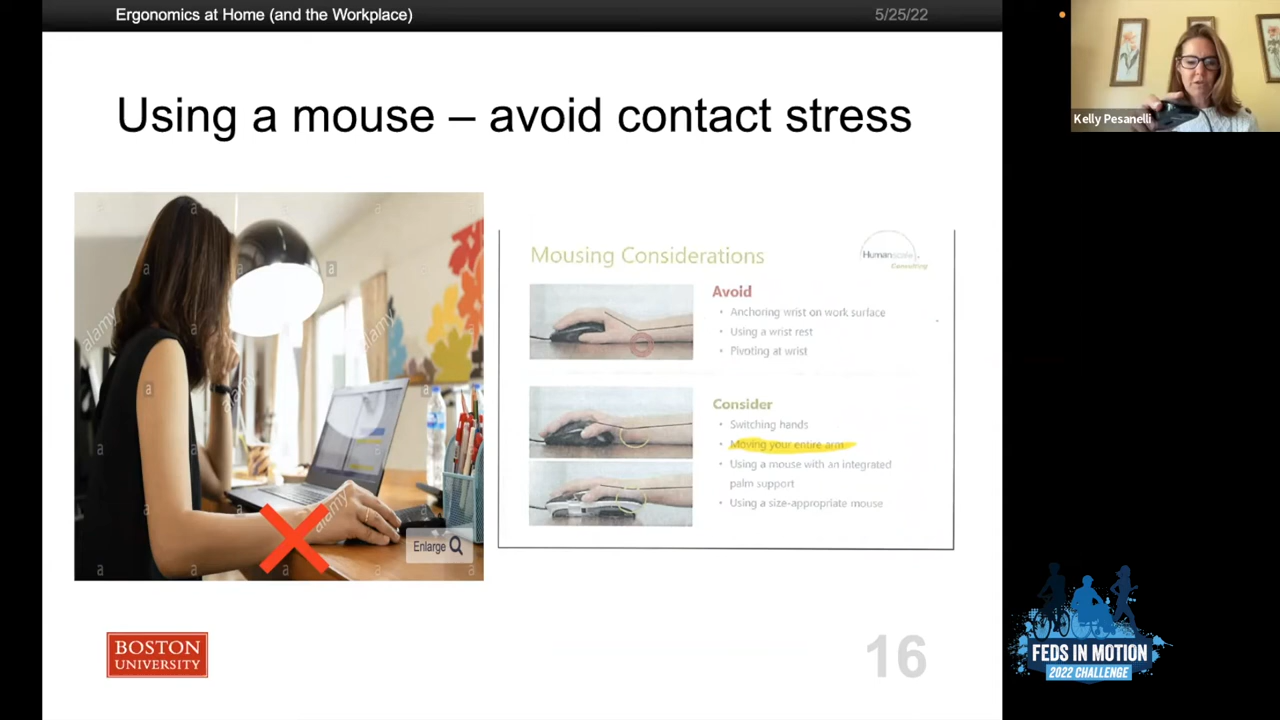 Ergonomics at Home (and the Workplace)
5/25/22
Kelly Pesanelli
Using a mouse – avoid contact stress
alamy
a
a
a
a
alamy
a
a
alamy
a
a
a
a
Enlarge
Mousing Considerations
Humanscale
Consulting
Avoid
• Anchoring wrist on work surface
• Using a wrist rest
• Pivoting at wrist
Consider
• Switching hands
• Moving your entire arm
• Using a mouse with an integrated
palm support
• Using a size-appropriate mouse
BOSTON
UNIVERSITY
16
FEDS IN MOTION
2022 CHALLENGE